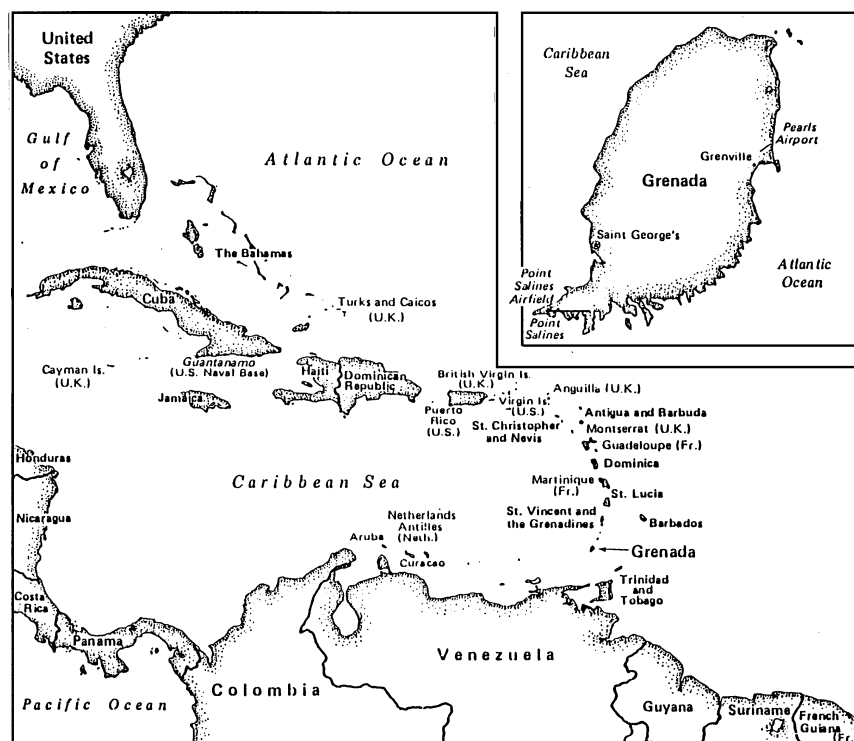 United
States
Gulf
of
Mexico
Atlantic Ocean
The Bahamas
Cuba
Turks and Caicos
(U.K.)
Cayman Is.
(U.K.)
Guantanamo
(U.S. Naval Base)
Jamaica
Haiti
Dominican
Republic
Puerto
Rico
(U.S.)
British Virgin Is.
(U.K.)
Virgin Is.
(U.S.)
Anguilla (U.K.)
St. Christopher
and Nevis
Antigua and Barbuda
Montserrat (U.K.)
Guadeloupe (Fr.)
Dominica
Martinique
(Fr.)
St. Lucia
St. Vincent and
the Grenadines
Barbados
Grenada
Trinidad
and
Tobago
Caribbean Sea
Netherlands
Antilles
(Neth.)
Aruba
Curacao
Honduras
Nicaragua
Costa
Rica
Panama
Pacific Ocean
Colombia
Venezuela
Guyana
Suriname
French
Guiana
(Fr.
Caribbean
Sea
Pearls
Airport
Grenville
Grenada
Saint George's
Atlantic
Ocean
Point
Salines
Airfield
Point
Salines